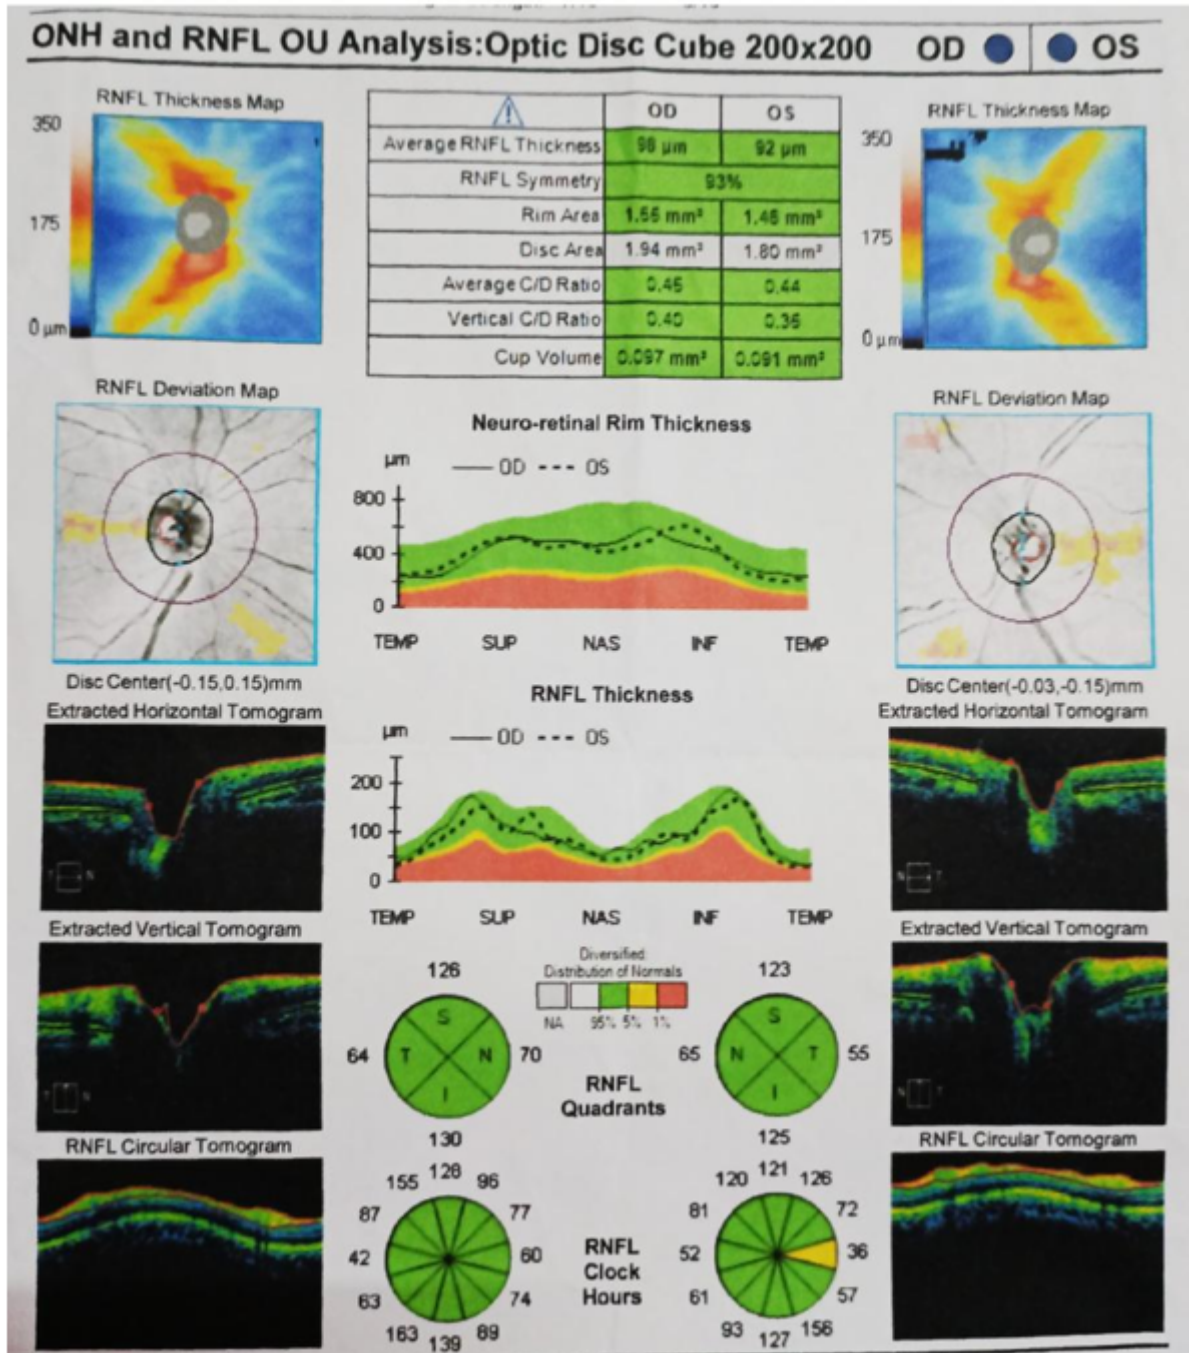 ONH and RNFL OU Analysis:Optic Disc Cube 200x200 OD OS
RNFL Thickness Map
350
175
0 µm
OD OS
Average RNFL Thickness 98 µm 92 µm
RNFL Symmetry 93%
Rim Area 1.55 mm² 1.46 mm²
Disc Area 1.94 mm² 1.80 mm²
Average C/D Ratio 0.45 0.44
Vertical C/D Ratio 0.40 0.35
Cup Volume 0.097 mm³ 0.091 mm³
RNFL Thickness Map
350
175
0 µm
RNFL Deviation Map
Disc Center(-0.15,0.15)mm
Neuro-retinal Rim Thickness
µm OD OS
800
400
0
TEMP SUP NAS INF TEMP
RNFL Deviation Map
Disc Center(-0.03,-0.15)mm
Extracted Horizontal Tomogram
T N
RNFL Thickness
µm OD OS
200
100
0
TEMP SUP NAS INF TEMP
Extracted Horizontal Tomogram
N T
Extracted Vertical Tomogram
T N
Extracted Vertical Tomogram
N T
Diversified:
Distribution of Normals
NA 95% 5% 1%
126
S
64 T N 70
I
130
RNFL
Quadrants
123
S
65 N T 55
I
125
RNFL Circular Tomogram
RNFL Circular Tomogram
155 128 96
87 77
42 60
63 74
163 139 89
RNFL
Clock
Hours
120 121 126
81 72
52 36
61 57
93 127 156